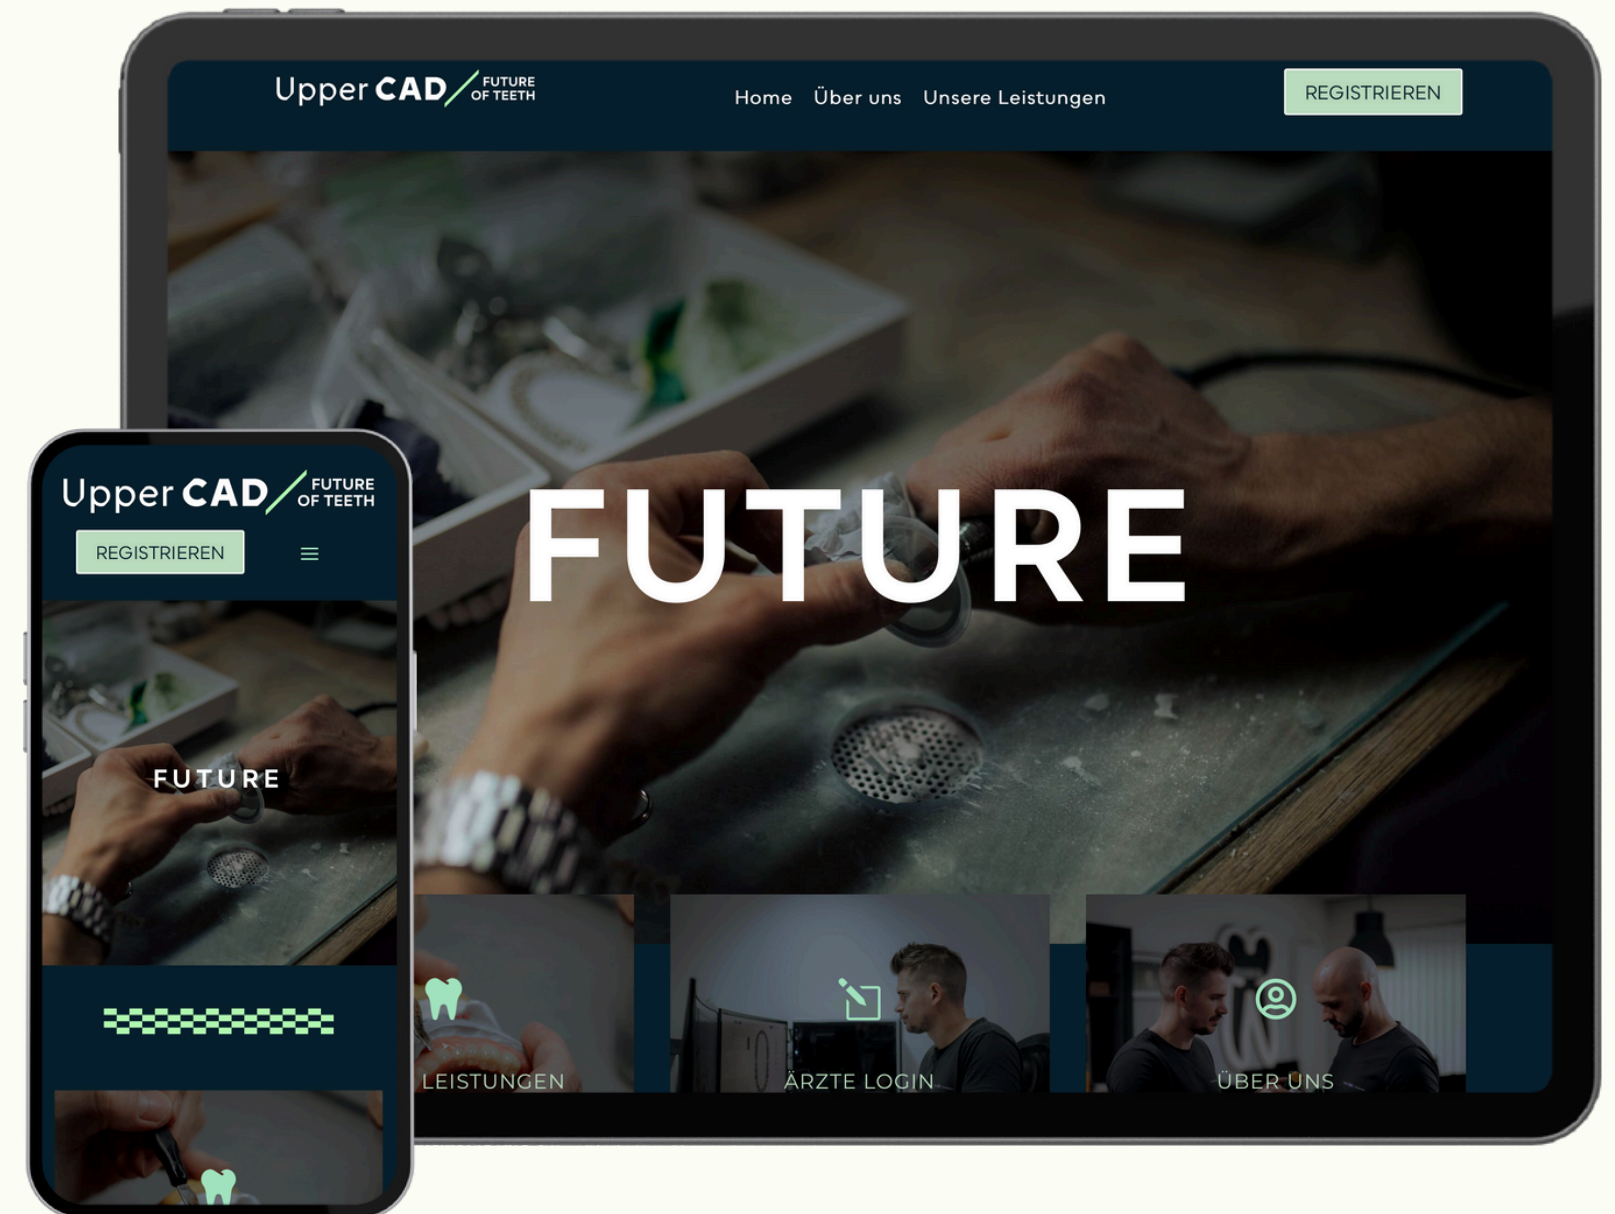 Upper CAD / FUTURE
OF TEETH
Home Über uns Unsere Leistungen
REGISTRIEREN
FUTURE
LEISTUNGEN
ÄRZTE LOGIN
ÜBER UNS
Upper CAD / FUTURE
OF TEETH
REGISTRIEREN
FUTURE